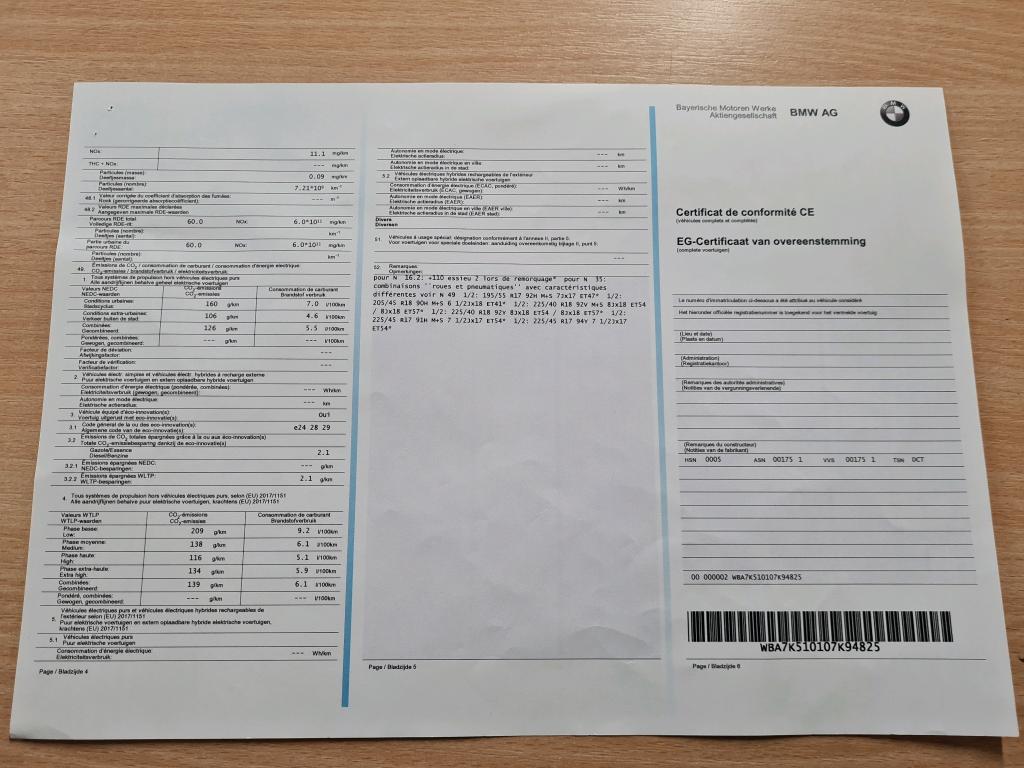 NOx: 11.1 mg/km
THC + NOx: --- mg/km
Particules (masse):
Deeltjesmassa: 0.09 mg/km
Particules (nombre):
Deeltjesaantal: 7.21*10⁹ km⁻¹
48.1 Valeur corrigée du coefficient d'absorption des fumées:
Rook (gecorrigeerde absorptiecoëfficiënt): --- m⁻¹
48.2 Valeurs RDE maximales déclarées
Aangegeven maximale RDE-waarden
Parcours RDE total:
Volledige RDE-rit: 60.0 NOx: 6.0*10¹¹ mg/km
Particules (nombre):
Deeltjes (aantal): km⁻¹
Partie urbaine du
parcours RDE: 60.0 NOx: 6.0*10¹¹ mg/km
Particules (nombre):
Deeltjes (aantal): km⁻¹
49. Émissions de CO₂ / consommation de carburant / consommation d'énergie électrique:
CO₂-emissies / brandstofverbruik / elektriciteitsverbruik:
1. Tous systèmes de propulsion hors véhicules électriques purs
Alle aandrijflijnen behalve geheel elektrische voertuigen
Valeurs NEDC CO₂-émissions Consommation de carburant
NEDC-waarden CO₂-emissies Brandstof verbruik
Conditions urbaines:
Stadscyclus: 160 g/km 7.0 l/100km
Conditions extra-urbaines:
Verkeer buiten de stad: 106 g/km 4.6 l/100km
Combinées:
Gecombineerd: 126 g/km 5.5 l/100km
Pondérées, combinées:
Gewogen, gecombineerd: --- g/km --- l/100km
Facteur de déviation:
Afwijkingsfactor: ---
Facteur de vérification:
Verificatiefactor: ---
2. Véhicules électr. simples et véhicules électr. hybrides à recharge externe
Puur elektrische voertuigen en extern oplaadbare hybride voertuigen
Consommation d'énergie électrique (pondérée, combinée):
Elektriciteitsverbruik (gewogen, gecombineerd): --- Wh/km
Autonomie en mode électrique:
Elektrische actieradius: --- km
3. Véhicule équipé d'éco-innovation(s):
Voertuig uitgerust met eco-innovatie(s): OUI
3.1 Code général de la ou des eco-innovation(s):
Algemene code van de eco-innovatie(s): e24 28 29
3.2 Emissions de CO₂ totales épargnées grâce à la ou aux éco-innovation(s)
Totale CO₂-emissiebesparing dankzij de eco-innovatie(s)
Gazole/Essence
Diesel/Benzine 2.1
3.2.1 Émissions épargnées NEDC:
NEDC-besparingen: --- g/km
3.2.2 Émissions épargnées WLTP:
WLTP-besparingen: 2.1 g/km
4. Tous systèmes de propulsion hors véhicules électriques purs, selon (EU) 2017/1151
Alle aandrijflijnen behalve puur elektrische voertuigen, krachtens (EU) 2017/1151
Valeurs WTLP CO₂-émissions Consommation de carburant
WTLP-waarden CO₂-emissies Brandstofverbruik
Phase basse:
Low: 209 g/km 9.2 l/100km
Phase moyenne:
Medium: 138 g/km 6.1 l/100km
Phase haute:
High: 116 g/km 5.1 l/100km
Phase extra-haute:
Extra high: 134 g/km 5.9 l/100km
Combinées:
Gecombineerd: 139 g/km 6.1 l/100km
Pondéré, combinées:
Gewogen, gecombineerd: --- g/km --- l/100km
5. Véhicules électriques purs et véhicules électriques hybrides rechargeables de
l'extérieur selon (EU) 2017/1151
Puur elektrische voertuigen en extern oplaadbare hybride elektrische voertuigen,
krachtens (EU) 2017/1151
5.1 Véhicules électriques purs
Puur elektrische voertuigen
Consommation d'énergie électrique:
Elektriciteitsverbruik: --- Wh/km
Page / Bladzijde 4
Autonomie en mode électrique:
Elektrische actieradius: --- km
Autonomie en mode électrique en ville:
Elektrische actieradius in de stad: --- km
5.2 Véhicules électriques hybrides rechargeables de l'exterieur
Extern oplaadbare hybride elektrische voertuigen
Consommation d'énergie électrique (ECAC, pondéré):
Elektriciteitsverbruik (ECAC, gewogen): --- Wh/km
Autonomie en mode électrique (EAER):
Elektrische actieradius (EAER): --- km
Autonomie en mode électrique en ville (EAER ville):
Elektrische actieradius in de stad (EAER stad): --- km
Divers
Diversen
51. Véhicules à usage spécial: désignation conformément à l'annexe II, partie 5:
Voor voertuigen voor speciale doeleinden: aanduiding overeenkomstig bijlage II, punt 5:
---
52. Remarques:
Opmerkingen:
pour N 16.2: +110 essieu 2 lors de remorquage* pour N 35:
combinaisons ''roues et pneumatiques'' avec caractéristiques
différentes voir N 49 1/2: 195/55 R17 92H M+S 7Jx17 ET47* 1/2:
205/45 R18 90H M+S 6 1/2Jx18 ET41* 1/2: 225/40 R18 92V M+S 8Jx18 ET54
/ 8Jx18 ET57* 1/2: 225/40 R18 92Y 8Jx18 ET54 / 8Jx18 ET57* 1/2:
225/45 R17 91H M+S 7 1/2Jx17 ET54* 1/2: 225/45 R17 94Y 7 1/2Jx17
ET54*
Page / Bladzijde 5
Bayerische Motoren Werke
Aktiengesellschaft BMW AG
BMW
Certificat de conformité CE
(véhicules complets et complétés)
EG-Certificaat van overeenstemming
(complete voertuigen)
Le numéro d'immatriculation ci-dessous a été attribué au véhicule considéré
Het hieronder officiële registratienummer is toegekend voor het vermelde voertuig
(Lieu et date)
(Plaats en datum)
(Administration)
(Registratiekantoor)
(Remarques des autorités administratives)
(Notities van de vergunningsverlenende)
(Remarques du constructeur)
(Notities van de fabrikant)
HSN 0005 ASN 00175 1 VVS 00175 1 TSN DCT
00 000002 WBA7K510107K94825
WBA7K510107K94825
Page / Bladzijde 6